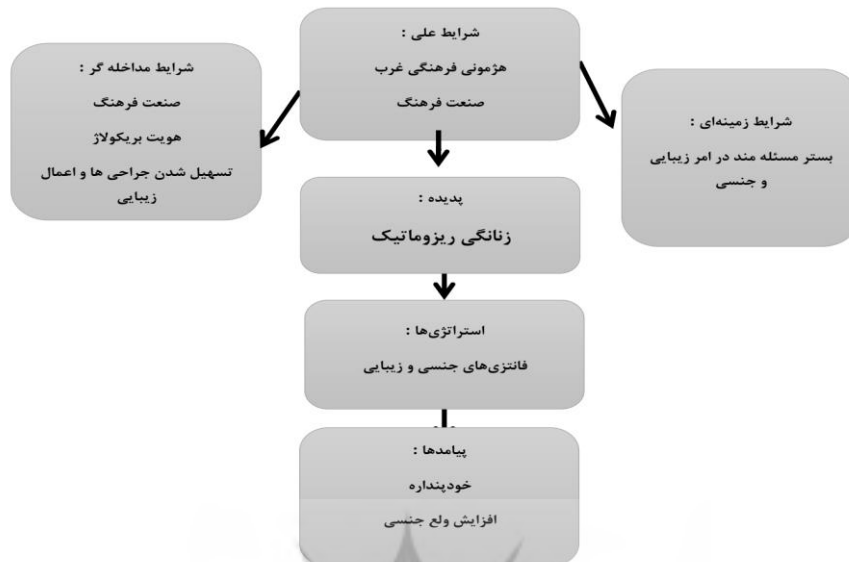 شرایط علی :
هژمونی فرهنگی غرب
صنعت فرهنگ
شرایط مداخله گر :
صنعت فرهنگ
هویت بریکولاژ
تسهیل شدن جراحی ها و اعمال
زیبایی
شرایط زمینه‌ای :
بستر مسئله مند در امر زیبایی
و جنسی
پدیده :
زنانگی ریزوماتیک
استراتژی‌ها :
فانتزی‌های جنسی و زیبایی
پیامدها :
خودپنداره
افزایش ولع جنسی